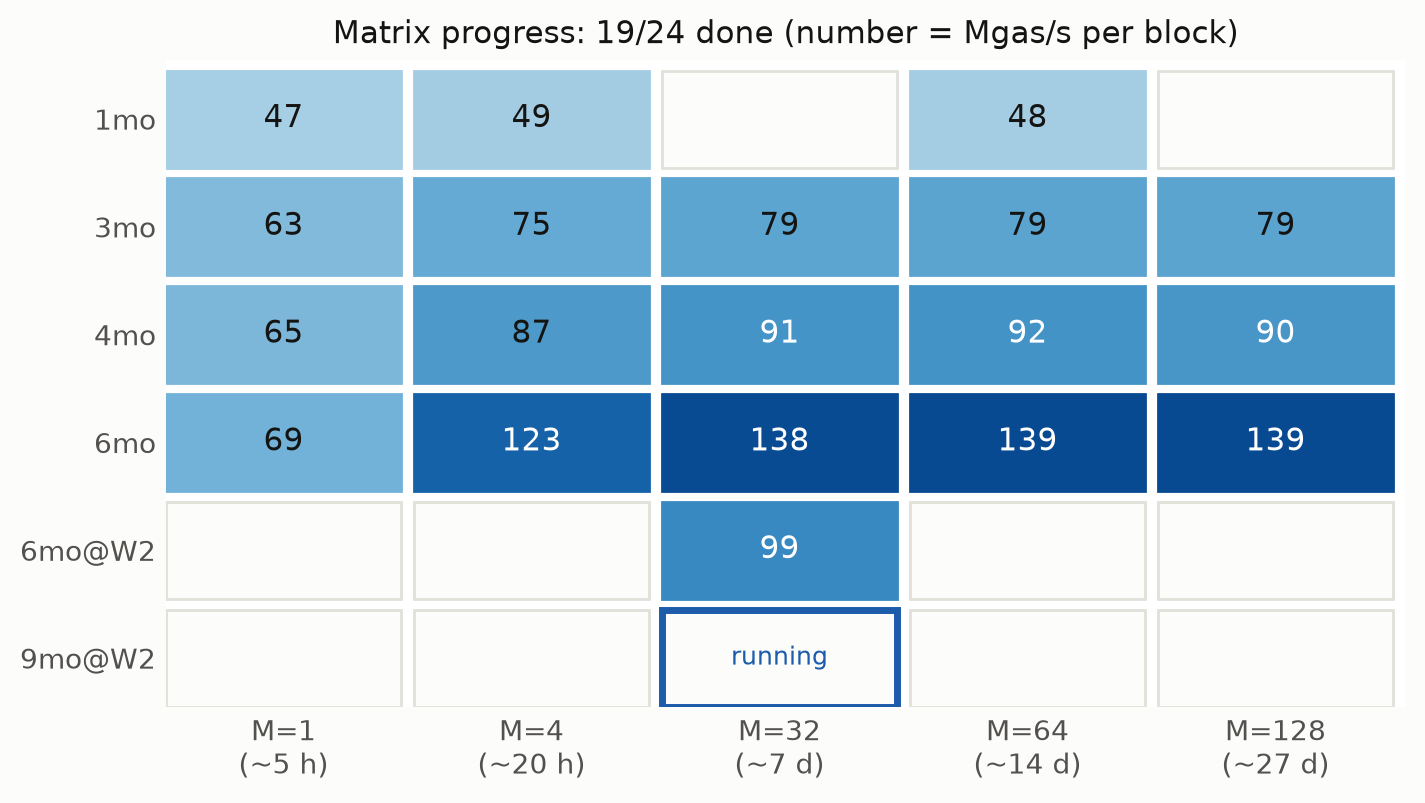 Matrix progress: 19/24 done (number = Mgas/s per block)
1mo 47 49 48
3mo 63 75 79 79 79
4mo 65 87 91 92 90
6mo 69 123 138 139 139
6mo@W2 99
9mo@W2 running
M=1 M=4 M=32 M=64 M=128
(~5 h) (~20 h) (~7 d) (~14 d) (~27 d)